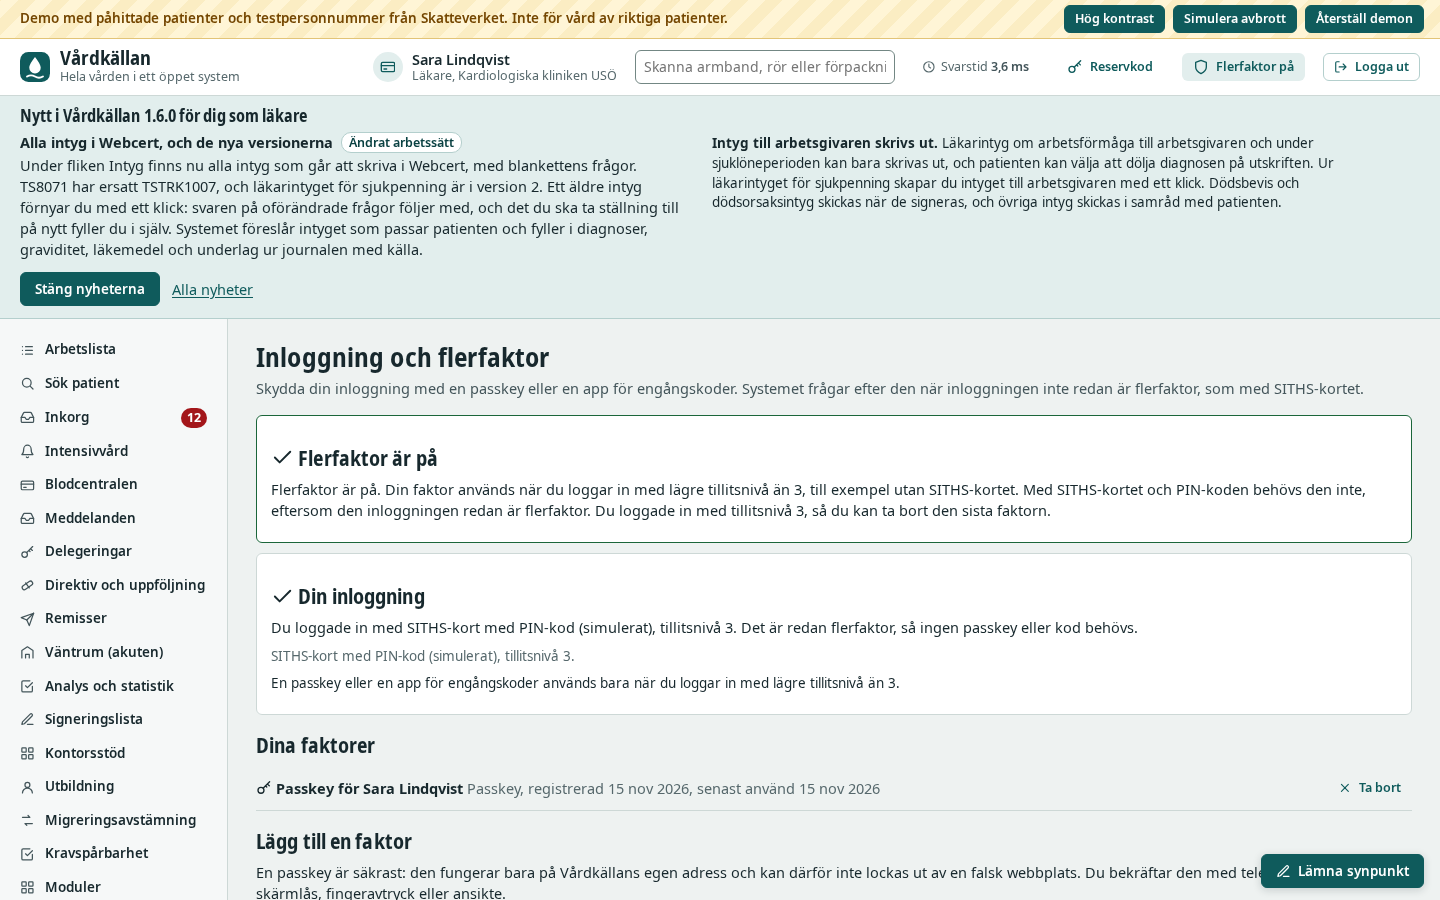 Demo med påhittade patienter och testpersonnummer från Skatteverket. Inte för vård av riktiga patienter.
Hög kontrast
Simulera avbrott
Återställ demon
Vårdkällan
Hela vården i ett öppet system
Sara Lindqvist
Läkare, Kardiologiska kliniken USÖ
Skanna armband, rör eller förpackni
Svarstid 3,6 ms
Reservkod
Flerfaktor på
Logga ut
Nytt i Vårdkällan 1.6.0 för dig som läkare
Alla intyg i Webcert, och de nya versionerna
Ändrat arbetssätt
Under fliken Intyg finns nu alla intyg som går att skriva i Webcert, med blankettens frågor.
TS8071 har ersatt TSTRK1007, och läkarintyget för sjukpenning är i version 2. Ett äldre intyg
förnyar du med ett klick: svaren på oförändrade frågor följer med, och det du ska ta ställning till
på nytt fyller du i själv. Systemet föreslår intyget som passar patienten och fyller i diagnoser,
graviditet, läkemedel och underlag ur journalen med källa.
Intyg till arbetsgivaren skrivs ut. Läkarintyg om arbetsförmåga till arbetsgivaren och under
sjuklöneperioden kan bara skrivas ut, och patienten kan välja att dölja diagnosen på utskriften. Ur
läkarintyget för sjukpenning skapar du intyget till arbetsgivaren med ett klick. Dödsbevis och
dödsorsaksintyg skickas när de signeras, och övriga intyg skickas i samråd med patienten.
Stäng nyheterna
Alla nyheter
Arbetslista
Sök patient
Inkorg
12
Intensivvård
Blodcentralen
Meddelanden
Delegeringar
Direktiv och uppföljning
Remisser
Väntrum (akuten)
Analys och statistik
Signeringslista
Kontorsstöd
Utbildning
Migreringsavstämning
Kravspårbarhet
Moduler
Inloggning och flerfaktor
Skydda din inloggning med en passkey eller en app för engångskoder. Systemet frågar efter den när inloggningen inte redan är flerfaktor, som med SITHS-kortet.
Flerfaktor är på
Flerfaktor är på. Din faktor används när du loggar in med lägre tillitsnivå än 3, till exempel utan SITHS-kortet. Med SITHS-kortet och PIN-koden behövs den inte,
eftersom den inloggningen redan är flerfaktor. Du loggade in med tillitsnivå 3, så du kan ta bort den sista faktorn.
Din inloggning
Du loggade in med SITHS-kort med PIN-kod (simulerat), tillitsnivå 3. Det är redan flerfaktor, så ingen passkey eller kod behövs.
SITHS-kort med PIN-kod (simulerat), tillitsnivå 3.
En passkey eller en app för engångskoder används bara när du loggar in med lägre tillitsnivå än 3.
Dina faktorer
Passkey för Sara Lindqvist Passkey, registrerad 15 nov 2026, senast använd 15 nov 2026
Ta bort
Lägg till en faktor
En passkey är säkrast: den fungerar bara på Vårdkällans egen adress och kan därför inte lockas ut av en falsk webbplats. Du bekräftar den med
skärmlås, fingeravtryck eller ansikte.
Lämna synpunkt